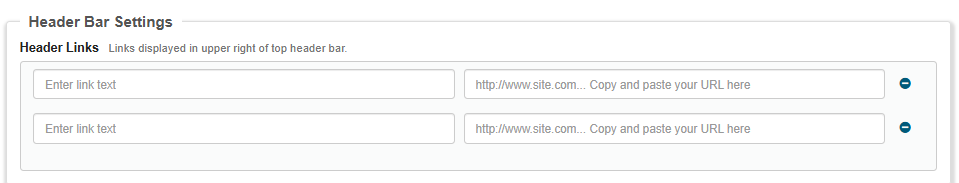 Header Bar Settings
Header Links Links displayed in upper right of top header bar.
Enter link text http://www.site.com... Copy and paste your URL here
Enter link text http://www.site.com... Copy and paste your URL here